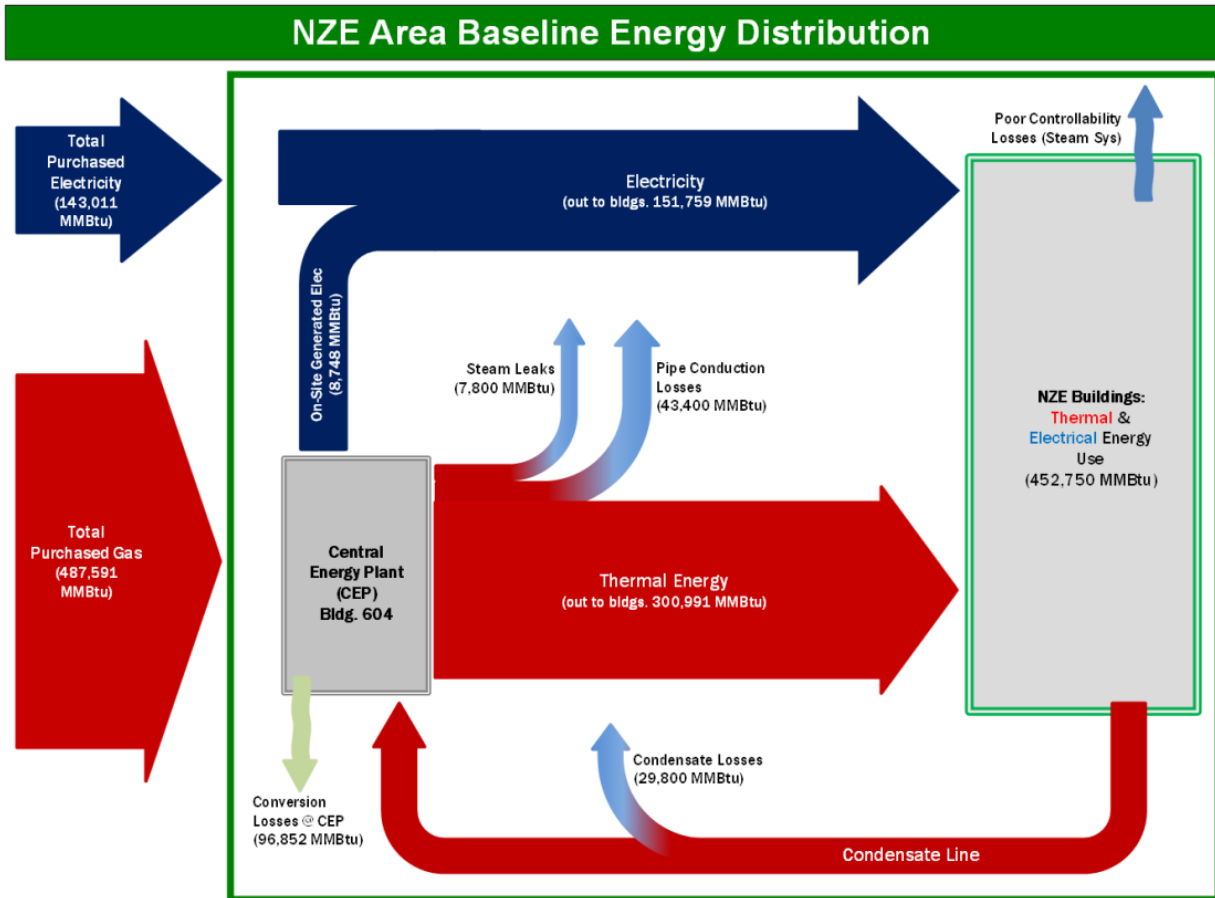 NZE Area Baseline Energy Distribution
Total
Purchased
Electricity
(143,011
MMBtu)
Electricity
(out to bldgs. 151,759 MMBtu)
Poor Controllability
Losses (Steam Sys)
On-Site Generated Elec
(8,748 MMBtu)
Steam Leaks
(7,800 MMBtu)
Pipe Conduction
Losses
(43,400 MMBtu)
NZE Buildings:
Thermal &
Electrical Energy
Use
(452,750 MMBtu)
Total
Purchased Gas
(487,591
MMBtu)
Central
Energy Plant
(CEP)
Bldg. 604
Thermal Energy
(out to bldgs. 300,991 MMBtu)
Condensate Losses
(29,800 MMBtu)
Conversion
Losses @ CEP
(96,852 MMBtu)
Condensate Line